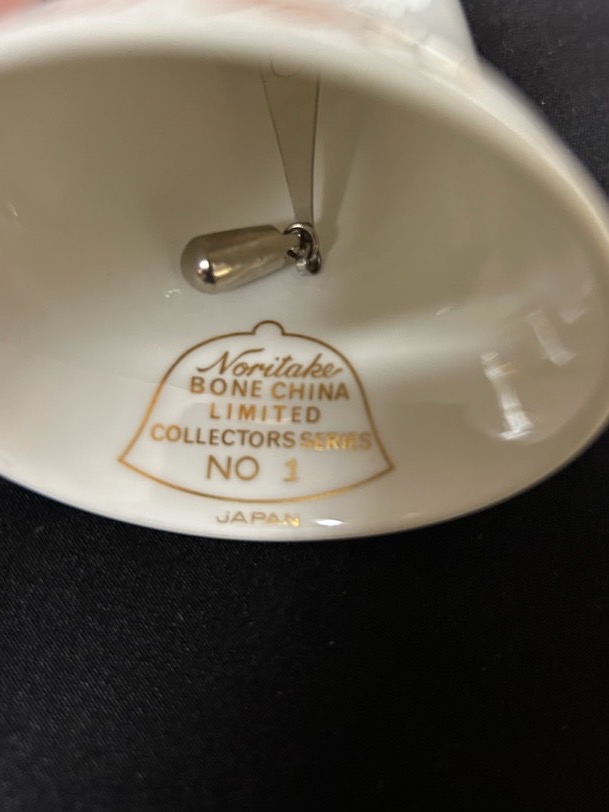 Noritake
BONE CHINA
LIMITED
COLLECTORS SERIES
NO 1
JAPAN